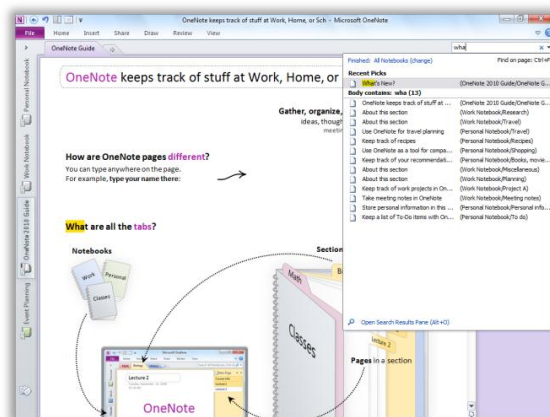 OneNote keeps track of stuff at Work, Home, or Sch - Microsoft OneNote
File Home Insert Share Draw Review View
OneNote Guide
wha
Finished: All Notebooks (change) Find on page: Ctrl+F
Recent Picks
What's New? (OneNote 2010 Guide/OneNote G...
Body contains: wha (13)
OneNote keeps track of stuff at ... (OneNote 2010 Guide/OneNote G...
About this section (Work Notebook/Research)
About this section (Work Notebook/Travel)
Use OneNote for travel planning (Personal Notebook/Travel)
Keep track of recipes (Personal Notebook/Recipes)
Use OneNote as a tool for compa... (Personal Notebook/Shopping)
Keep track of your recommendati... (Personal Notebook/Books, movie...
About this section (Work Notebook/Miscellaneous)
About this section (Work Notebook/Planning)
Keep track of work projects in On... (Work Notebook/Project A)
Take meeting notes in OneNote (Work Notebook/Meeting notes)
Store personal information in this ... (Personal Notebook/Personal info...
Keep a list of To-Do items with On... (Personal Notebook/To do)
Open Search Results Pane (Alt+O)
Personal Notebook
Work Notebook
OneNote 2010 Guide
Event Planning
OneNote keeps track of stuff at Work, Home, or
Gather, organize,
ideas, though
meetin
How are OneNote pages different?
You can type anywhere on the page.
For example, type your name there:
What are all the tabs?
Notebooks
Section
Work
Personal
Classes
Math
Classes
Lecture 2
Pages in a section
Lecture 2
OneNote